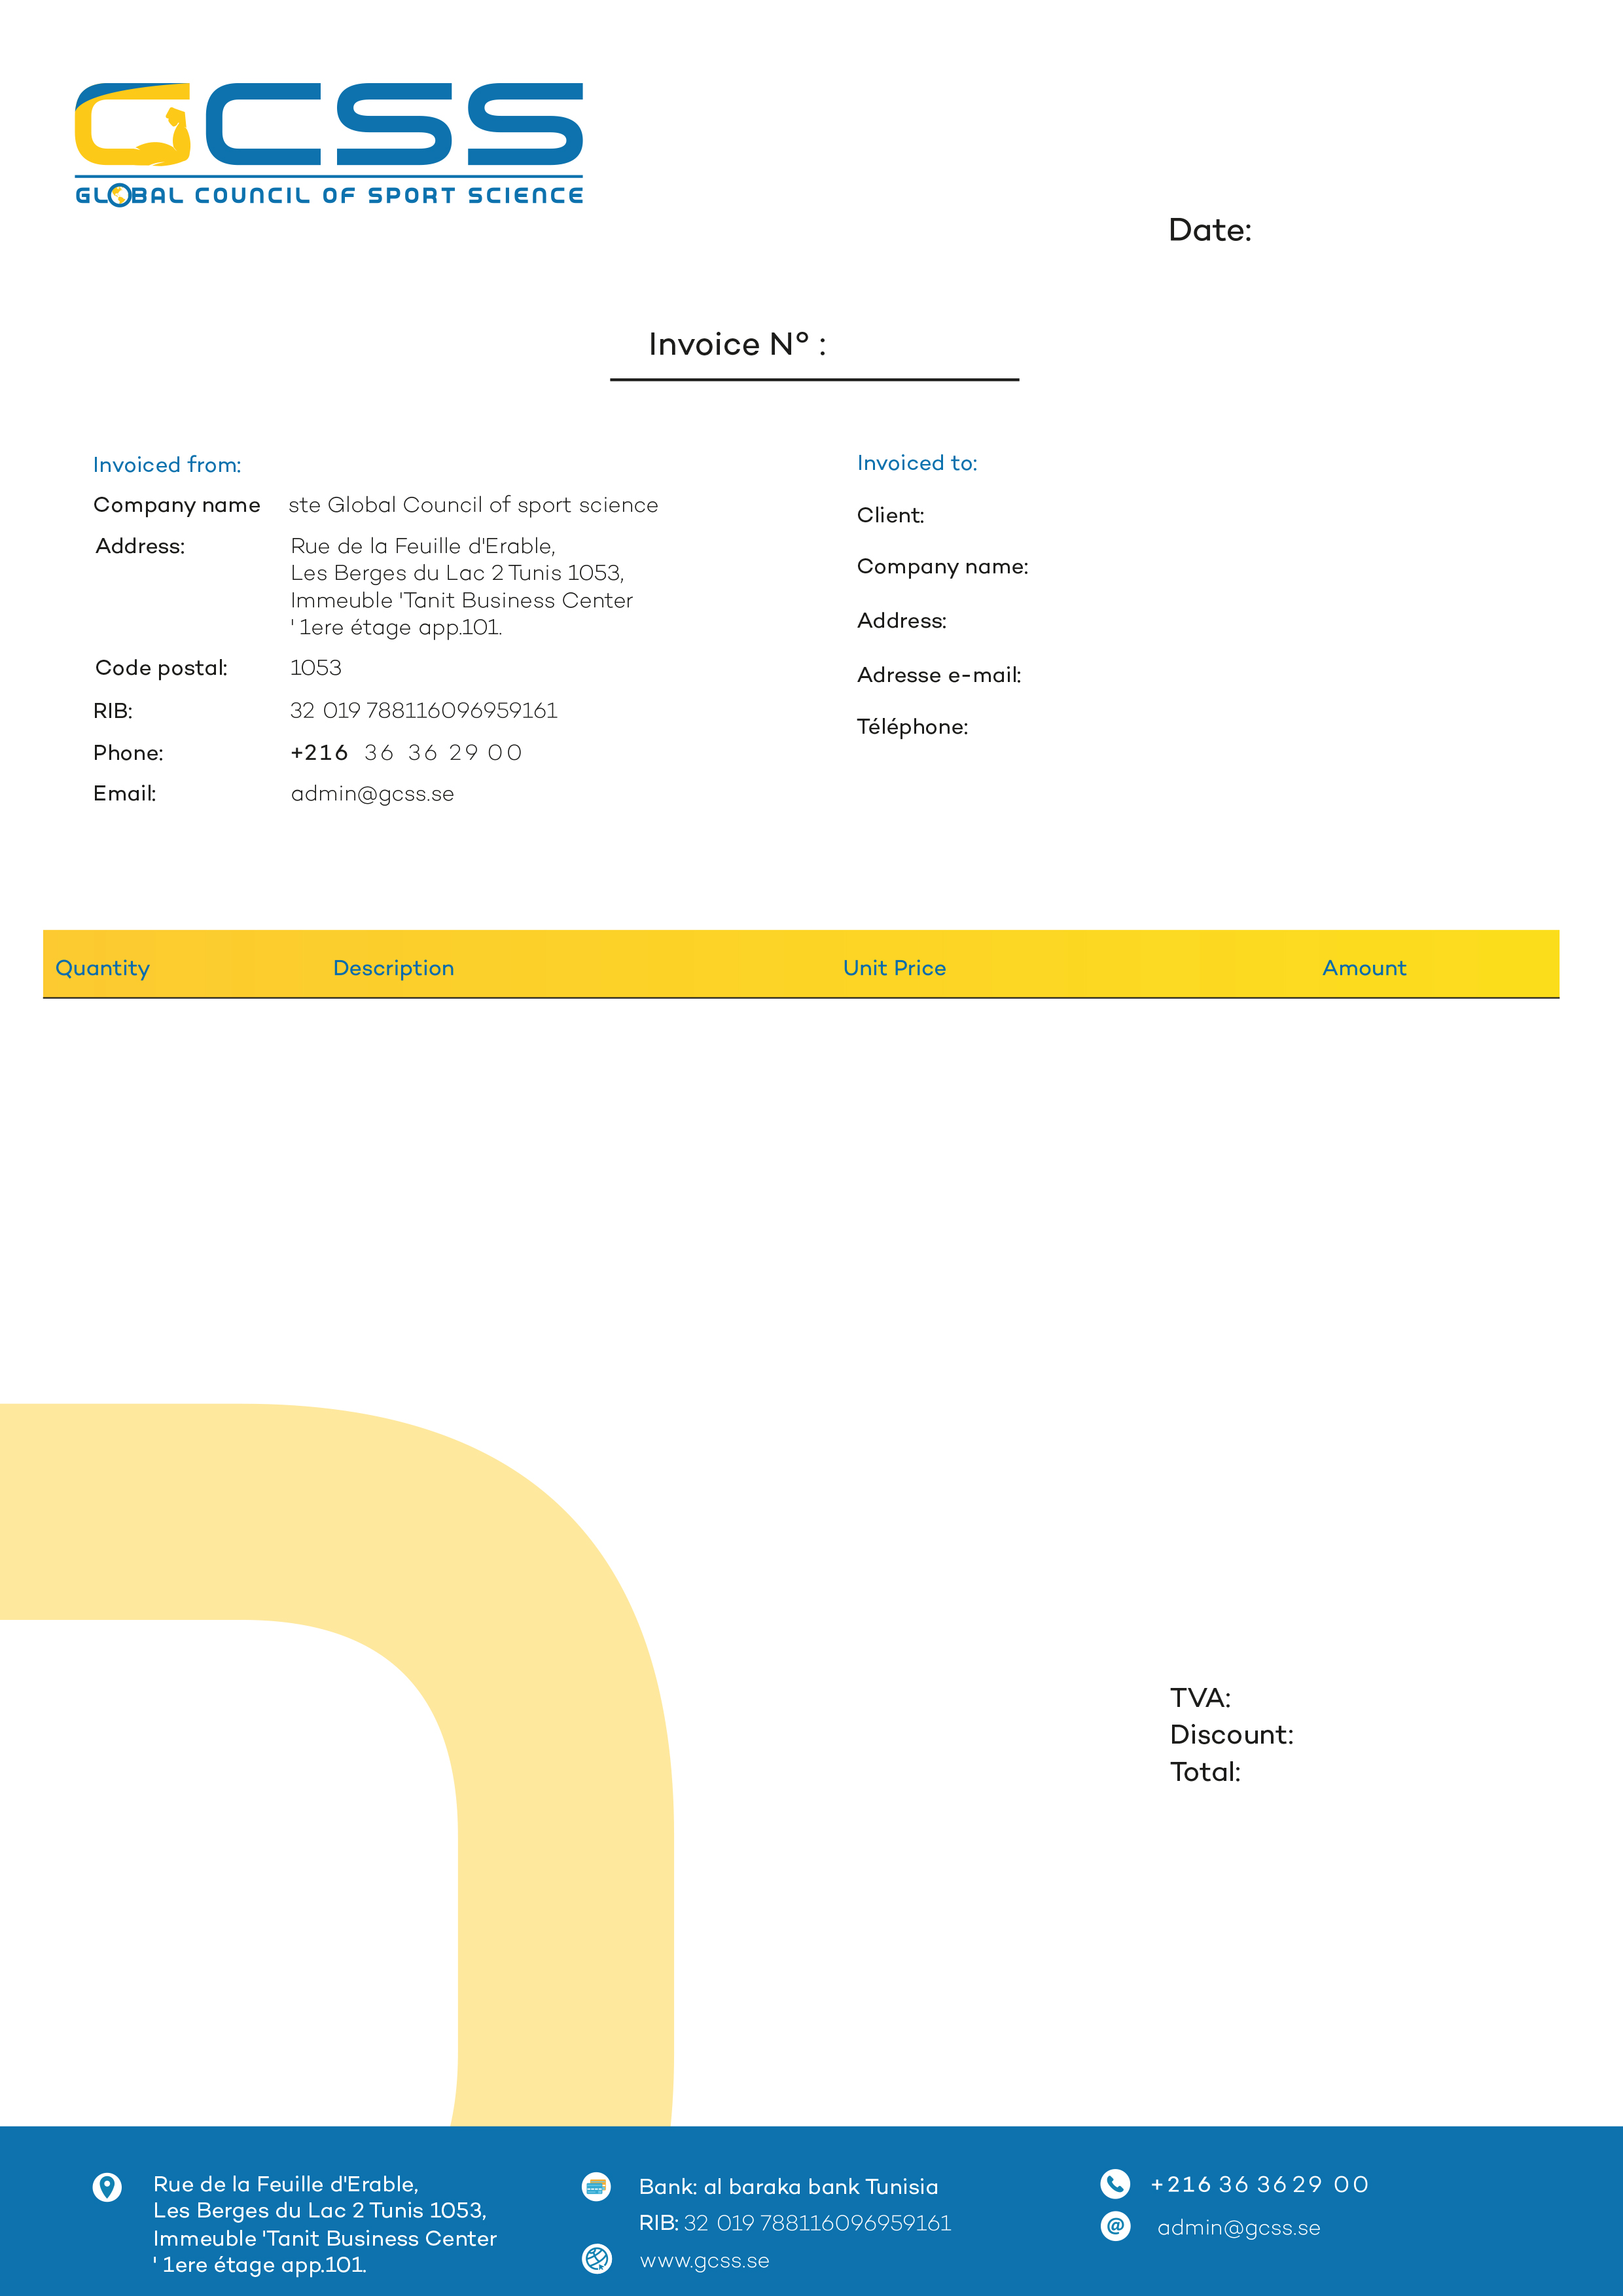 GCSS
GLOBAL COUNCIL OF SPORT SCIENCE
Date:
Invoice N° :
Invoiced from:
Company name ste Global Council of sport science
Address: Rue de la Feuille d'Erable,
Les Berges du Lac 2 Tunis 1053,
Immeuble 'Tanit Business Center
' 1ere étage app.101.
Code postal: 1053
RIB: 32 019 788116096959161
Phone: +216 36 36 29 00
Email: admin@gcss.se
Invoiced to:
Client:
Company name:
Address:
Adresse e-mail:
Téléphone:
Quantity Description Unit Price Amount
TVA:
Discount:
Total:
Rue de la Feuille d'Erable,
Les Berges du Lac 2 Tunis 1053,
Immeuble 'Tanit Business Center
' 1ere étage app.101.
Bank: al baraka bank Tunisia
RIB: 32 019 788116096959161
www.gcss.se
+216 36 36 29 00
@ admin@gcss.se